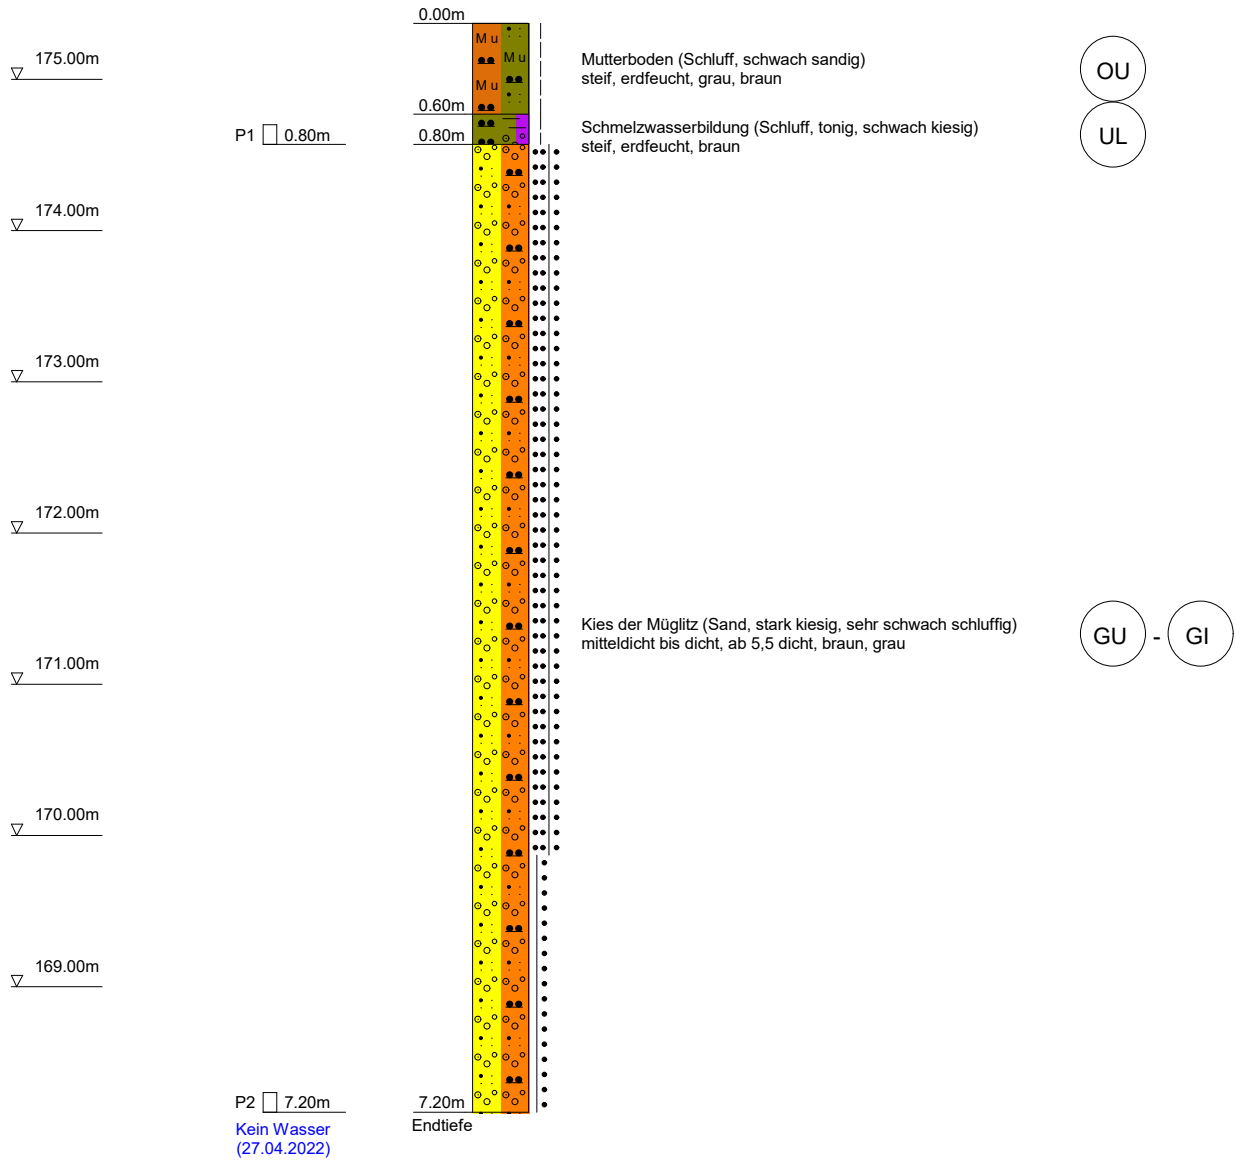 0.00m
M u
M u
M u
175.00m
Mutterboden (Schluff, schwach sandig)
steif, erdfeucht, grau, braun
OU
0.60m
P1 0.80m
0.80m
Schmelzwasserbildung (Schluff, tonig, schwach kiesig)
steif, erdfeucht, braun
UL
174.00m
173.00m
172.00m
Kies der Müglitz (Sand, stark kiesig, sehr schwach schluffig)
mitteldicht bis dicht, ab 5,5 dicht, braun, grau
GU - GI
171.00m
170.00m
169.00m
P2 7.20m
7.20m
Endtiefe
Kein Wasser
(27.04.2022)